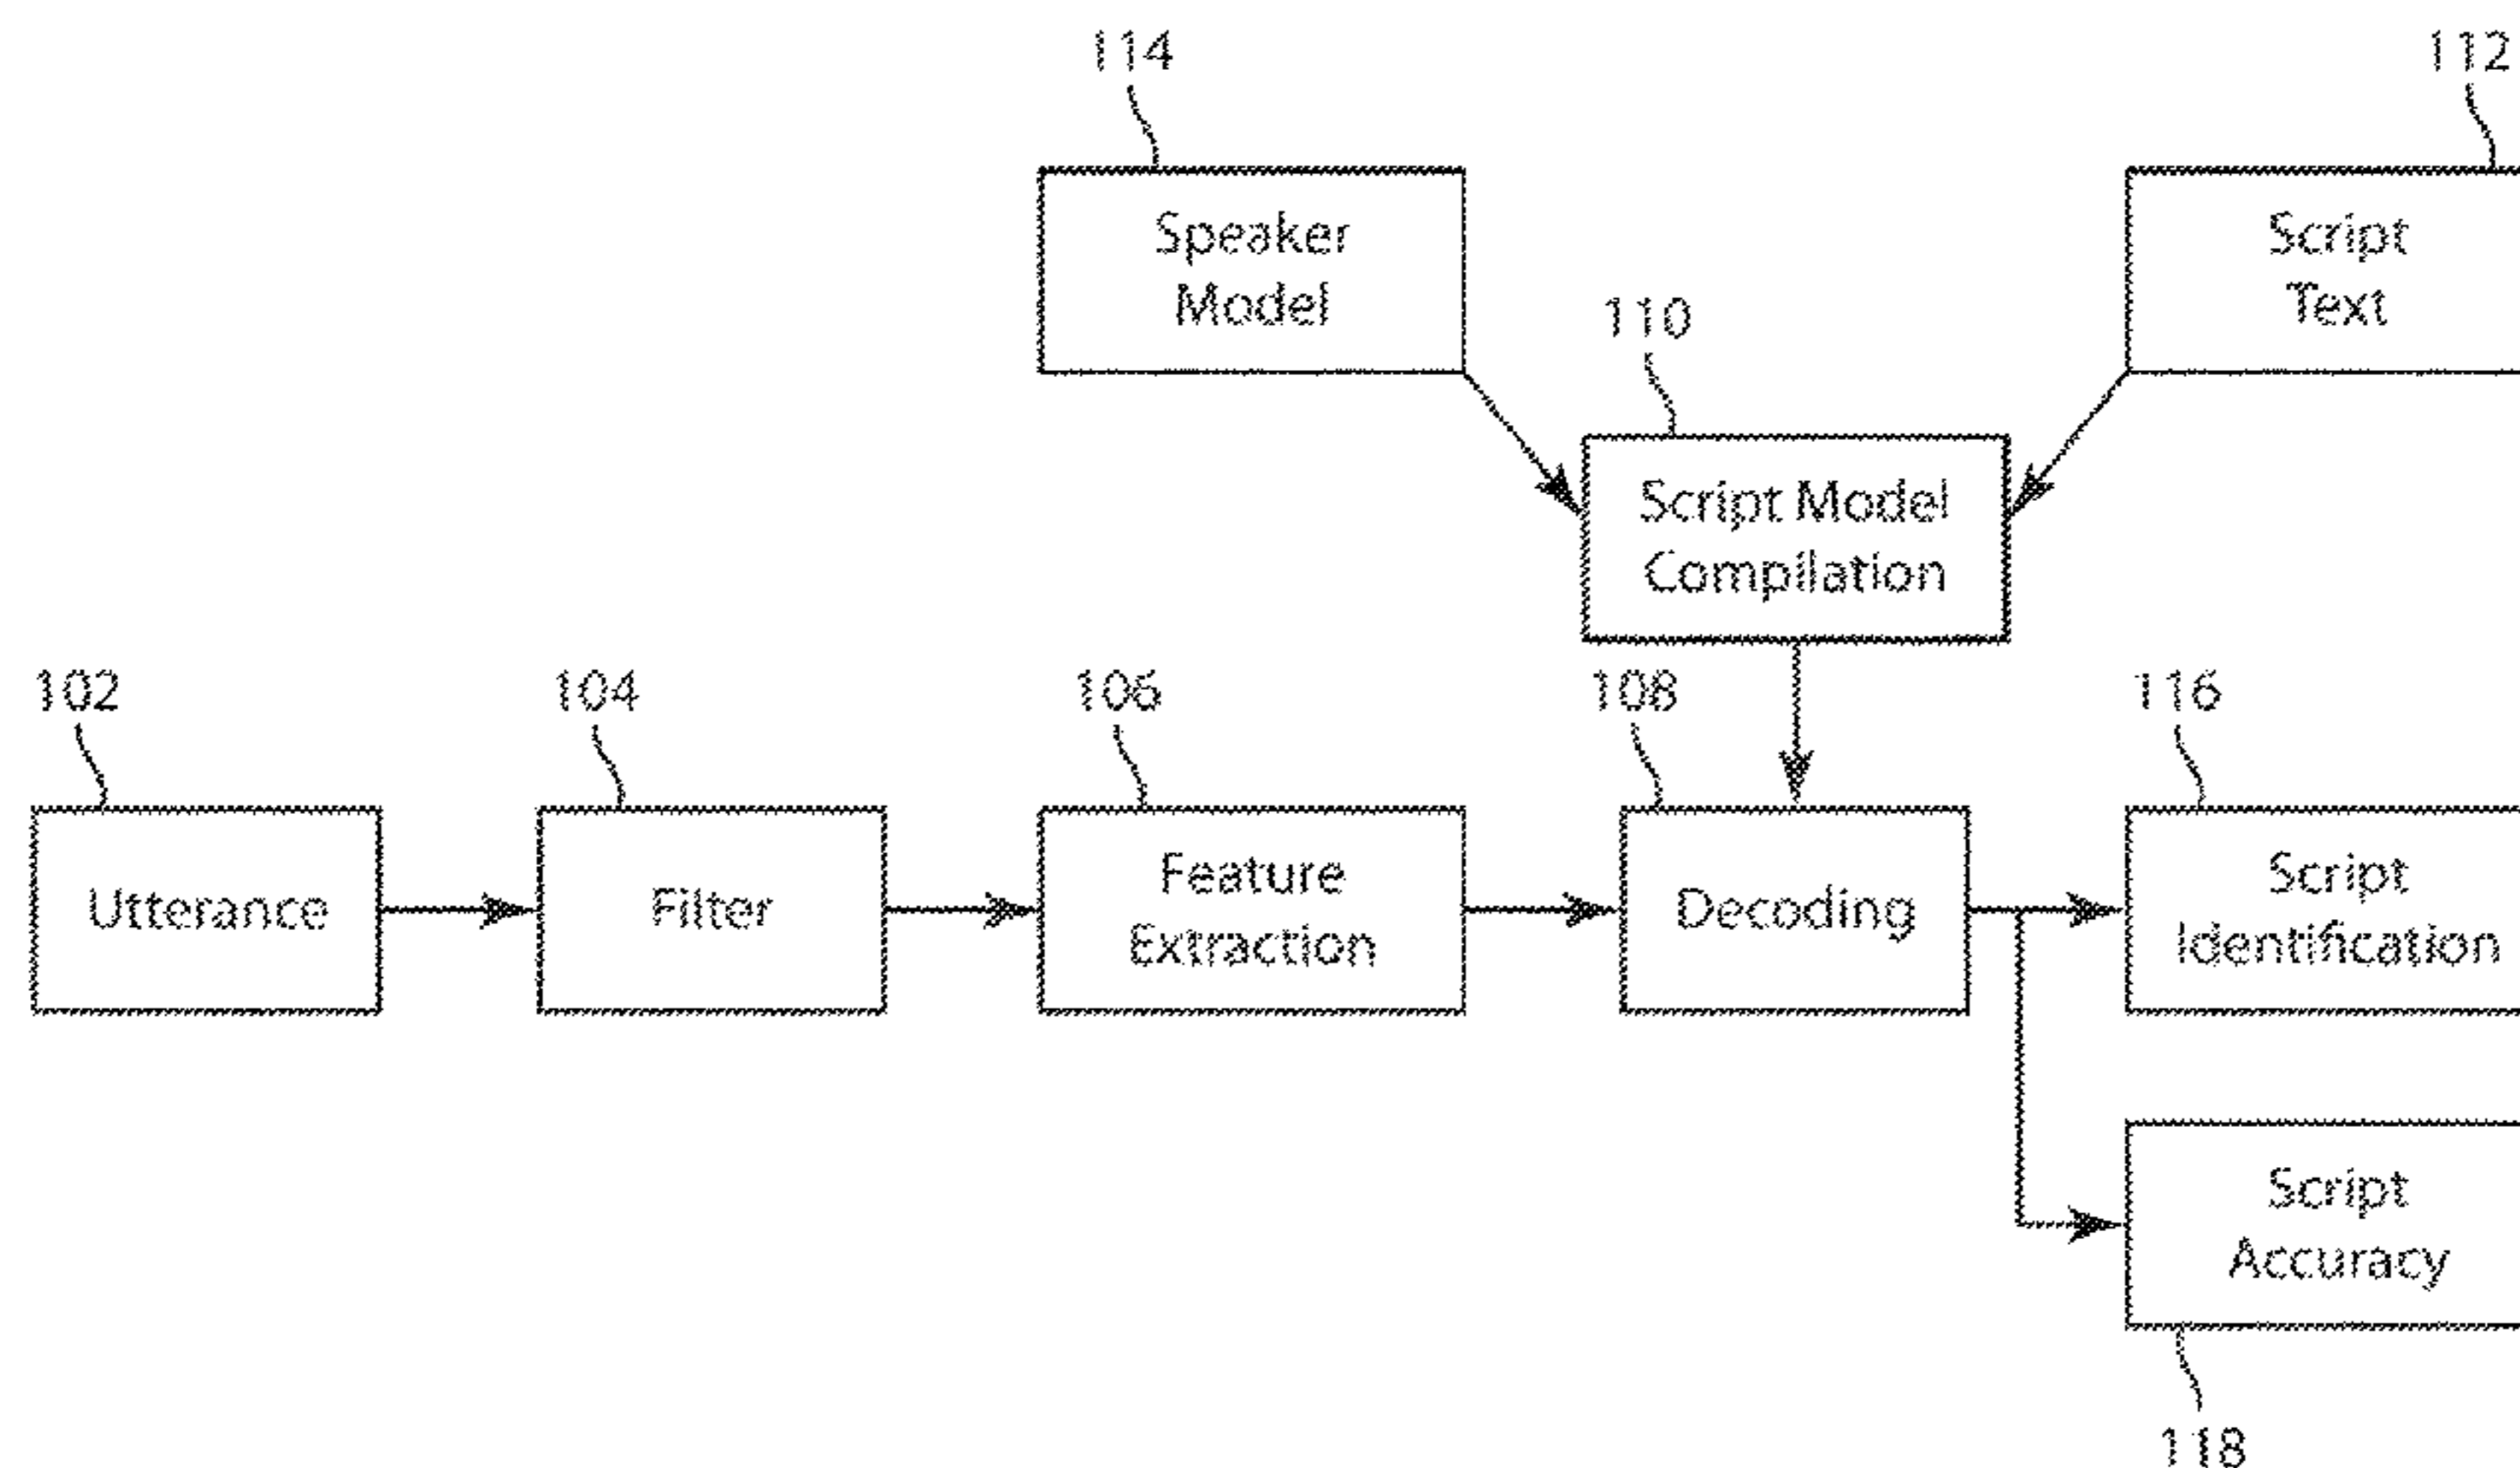 114
112
Speaker
Model
Script
Text
110
Script Model
Compilation
102
104
106
108
116
Utterance
Filter
Feature
Extraction
Decoding
Script
Identification
Script
Accuracy
118